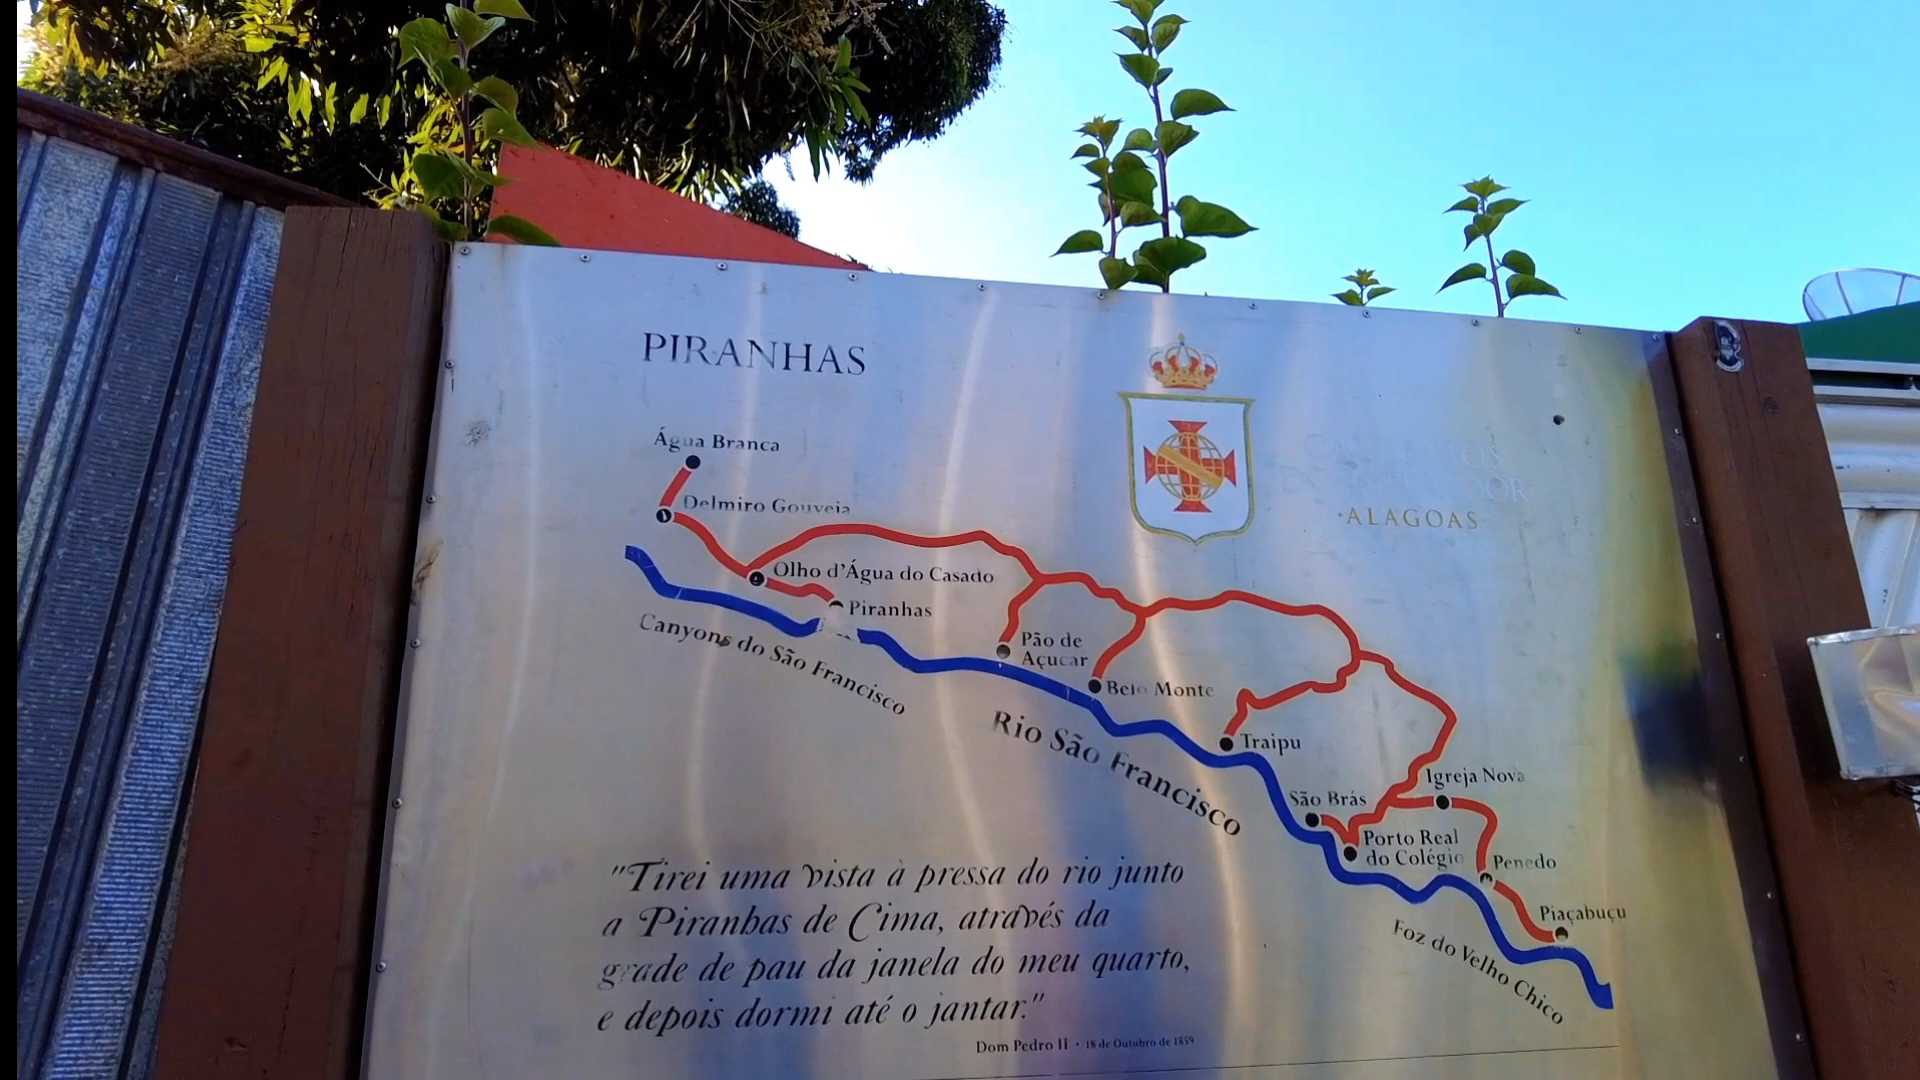 PIRANHAS
ALAGOAS
Água Branca
Delmiro Gouveia
Olho d'Água do Casado
Piranhas
Canyons do São Francisco
Pão de
Açucar
Belo Monte
Rio São Francisco
Traipu
Igreja Nova
São Brás
Porto Real
do Colégio
Penedo
Piaçabuçu
Foz do Velho Chico
"Tirei uma vista à pressa do rio junto
a Piranhas de Cima, através da
grade de pau da janela do meu quarto,
e depois dormi até o jantar."
Dom Pedro II · 18 de Outubro de 1859